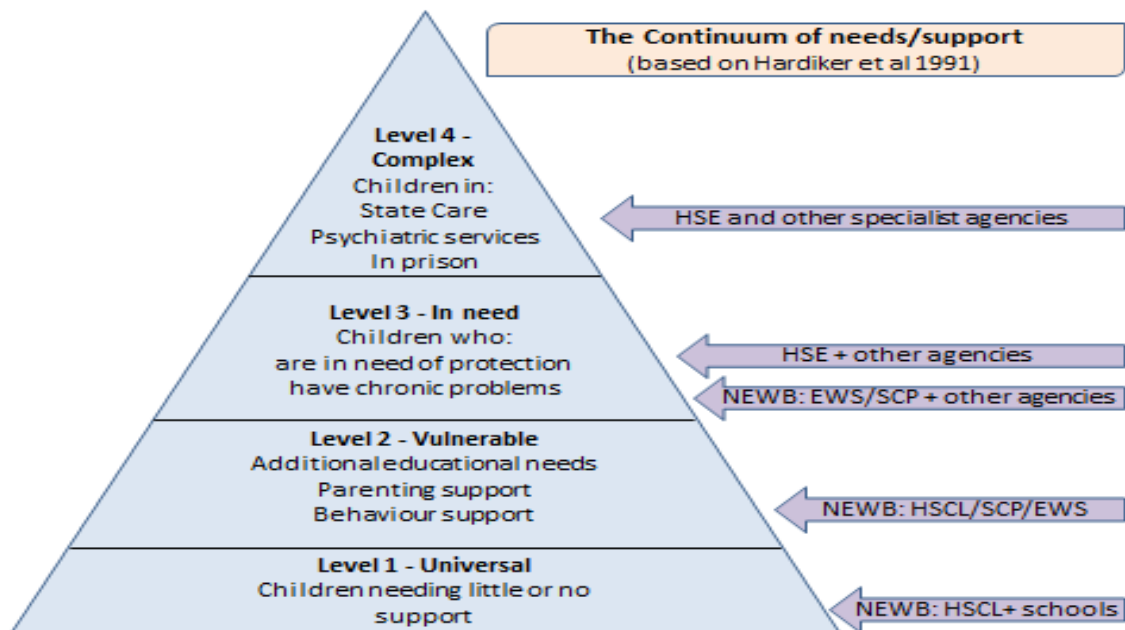 The Continuum of needs/support
(based on Hardiker et al 1991)
Level 4 -
Complex
Children in:
State Care
Psychiatric services
In prison
HSE and other specialist agencies
Level 3 - In need
Children who:
are in need of protection
have chronic problems
HSE + other agencies
NEWB: EWS/SCP + other agencies
Level 2 - Vulnerable
Additional educational needs
Parenting support
Behaviour support
NEWB: HSCL/SCP/EWS
Level 1 - Universal
Children needing little or no
support
NEWB: HSCL+ schools